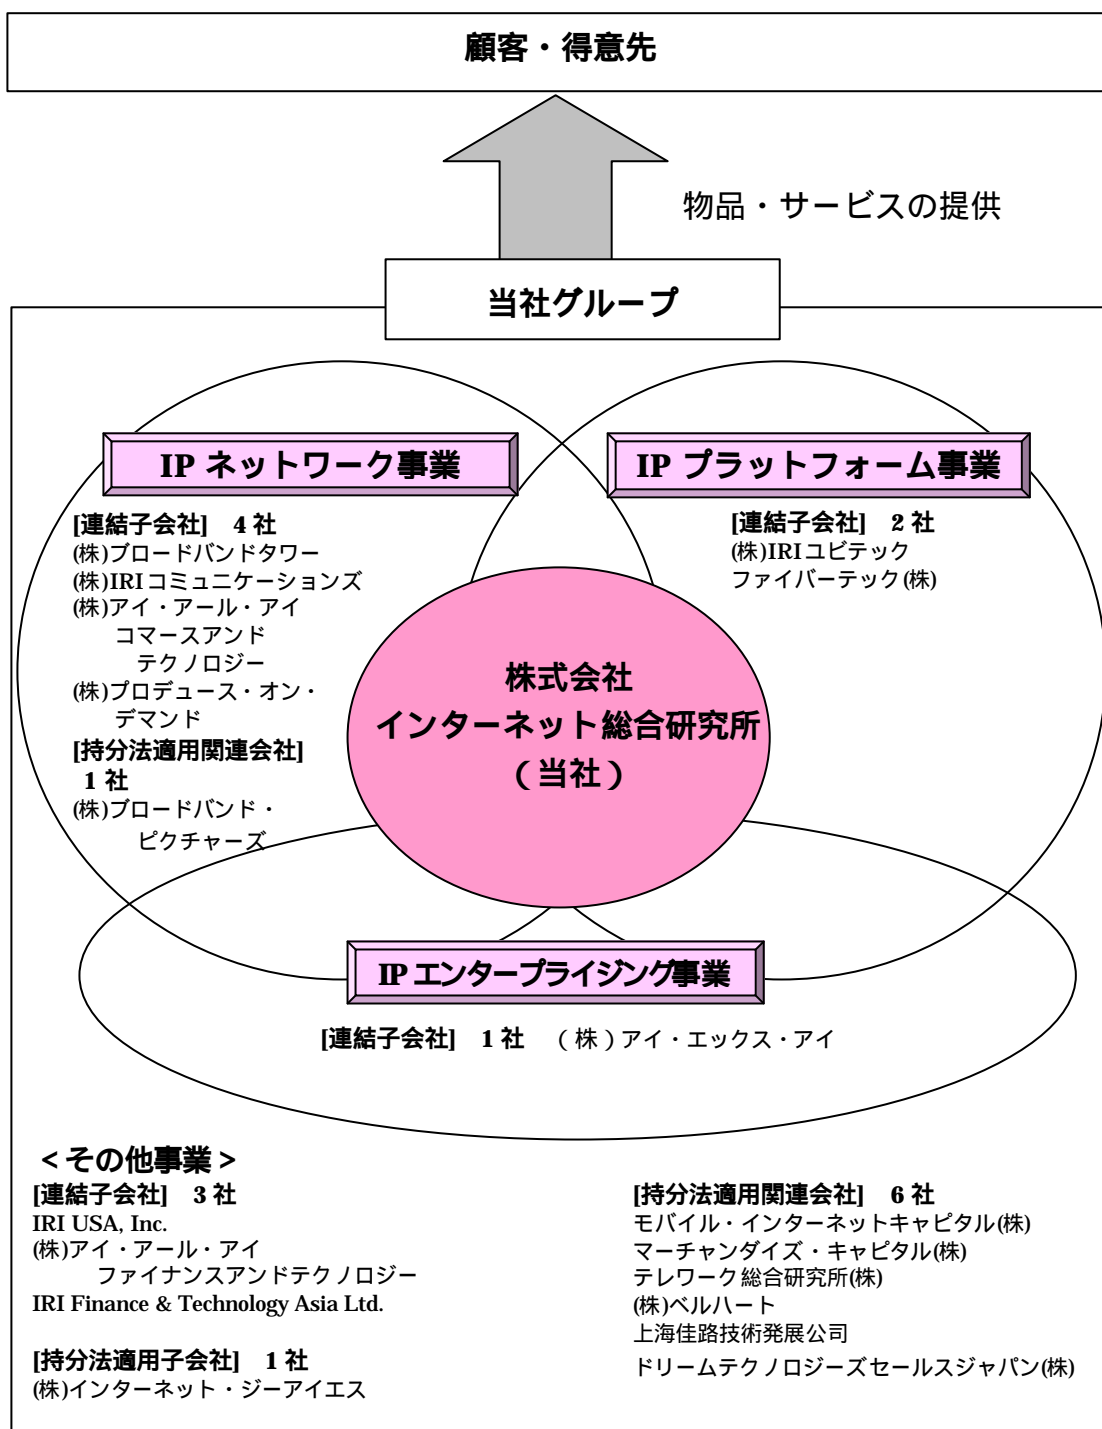 顧客・得意先
物品・サービスの提供
当社グループ
IP ネットワーク事業
[連結子会社] 4 社
(株)ブロードバンドタワー
(株)IRI コミュニケーションズ
(株)アイ・アール・アイ
コマースアンド
テクノロジー
(株)プロデュース・オン・
デマンド
[持分法適用関連会社]
1 社
(株)ブロードバンド・
ピクチャーズ
IP プラットフォーム事業
[連結子会社] 2 社
(株)IRI ユビテック
ファイバーテック(株)
株式会社
インターネット総合研究所
(当社)
IP エンタープライジング事業
[連結子会社] 1 社 (株)アイ・エックス・アイ
<その他事業>
[連結子会社] 3 社
IRI USA, Inc.
(株)アイ・アール・アイ
ファイナンスアンドテクノロジー
IRI Finance & Technology Asia Ltd.
[持分法適用子会社] 1 社
(株)インターネット・ジーアイエス
[持分法適用関連会社] 6 社
モバイル・インターネットキャピタル(株)
マーチャンダイズ・キャピタル(株)
テレワーク総合研究所(株)
(株)ベルハート
上海佳路技術発展公司
ドリームテクノロジーズセールスジャパン(株)